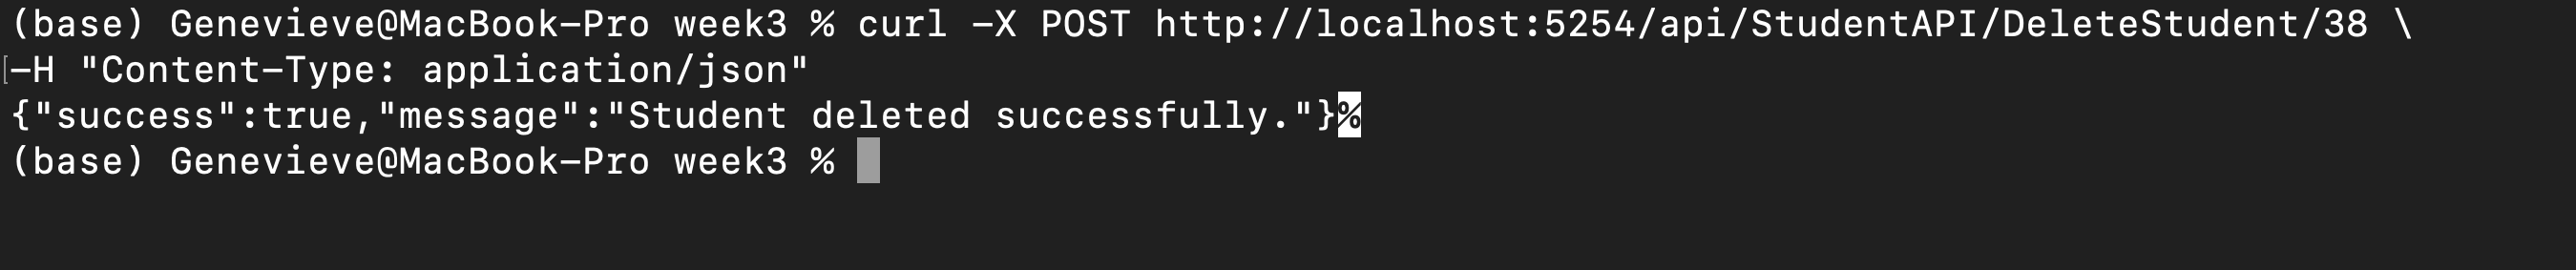 (base) Genevieve@MacBook-Pro week3 % curl -X POST http://localhost:5254/api/StudentAPI/DeleteStudent/38 \
-H "Content-Type: application/json"
{"success":true,"message":"Student deleted successfully."}%
(base) Genevieve@MacBook-Pro week3 %